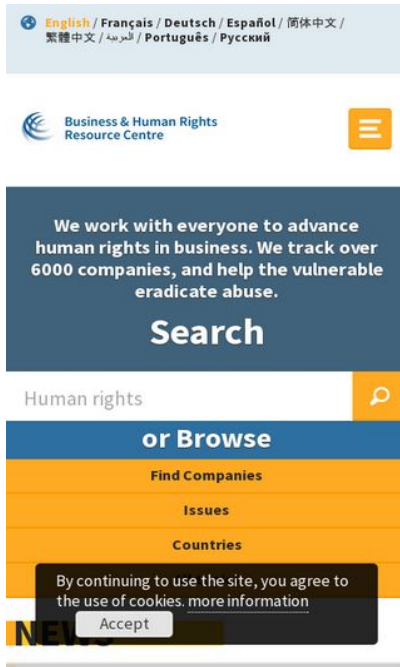 English / Français / Deutsch / Español / 简体中文 /
繁體中文 / العربية / Português / Русский
Business & Human Rights
Resource Centre
We work with everyone to advance
human rights in business. We track over
6000 companies, and help the vulnerable
eradicate abuse.
Search
Human rights
or Browse
Find Companies
Issues
Countries
By continuing to use the site, you agree to
the use of cookies. more information
Accept
NEWS